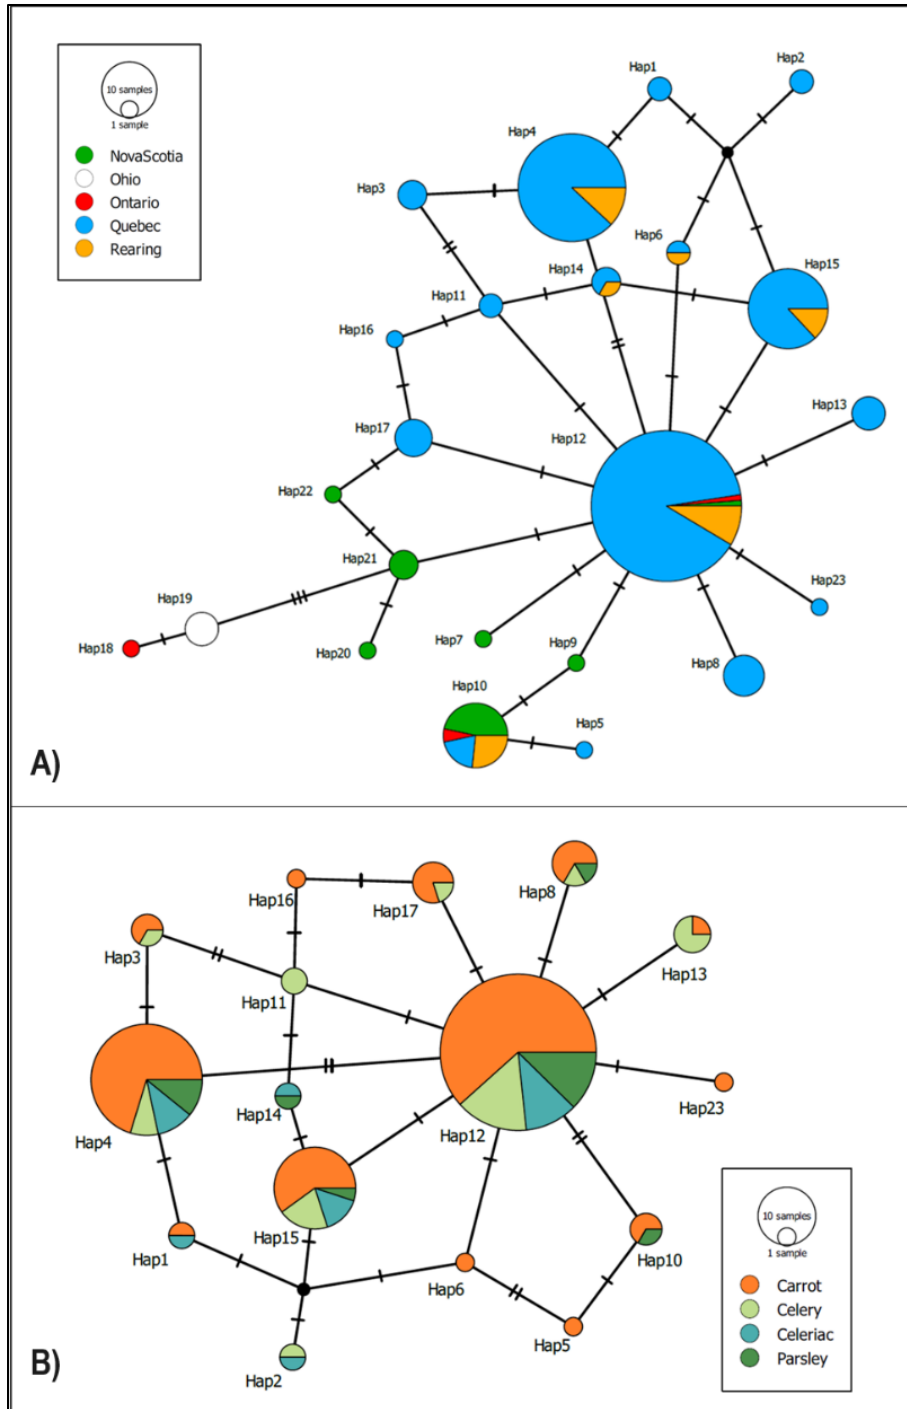 10 samples
1 sample
NovaScotia
Ohio
Ontario
Quebec
Rearing
Hap1
Hap2
Hap4
Hap3
Hap6
Hap14
Hap15
Hap11
Hap16
Hap13
Hap17
Hap12
Hap22
Hap21
Hap19
Hap23
Hap18
Hap20
Hap7
Hap9
Hap8
Hap10
Hap5
A)
Hap16
Hap17
Hap8
Hap3
Hap13
Hap11
Hap14
Hap23
Hap4
Hap12
Hap15
Hap1
Hap10
Hap6
Hap5
Hap2
10 samples
1 sample
Carrot
Celery
Celeriac
Parsley
B)